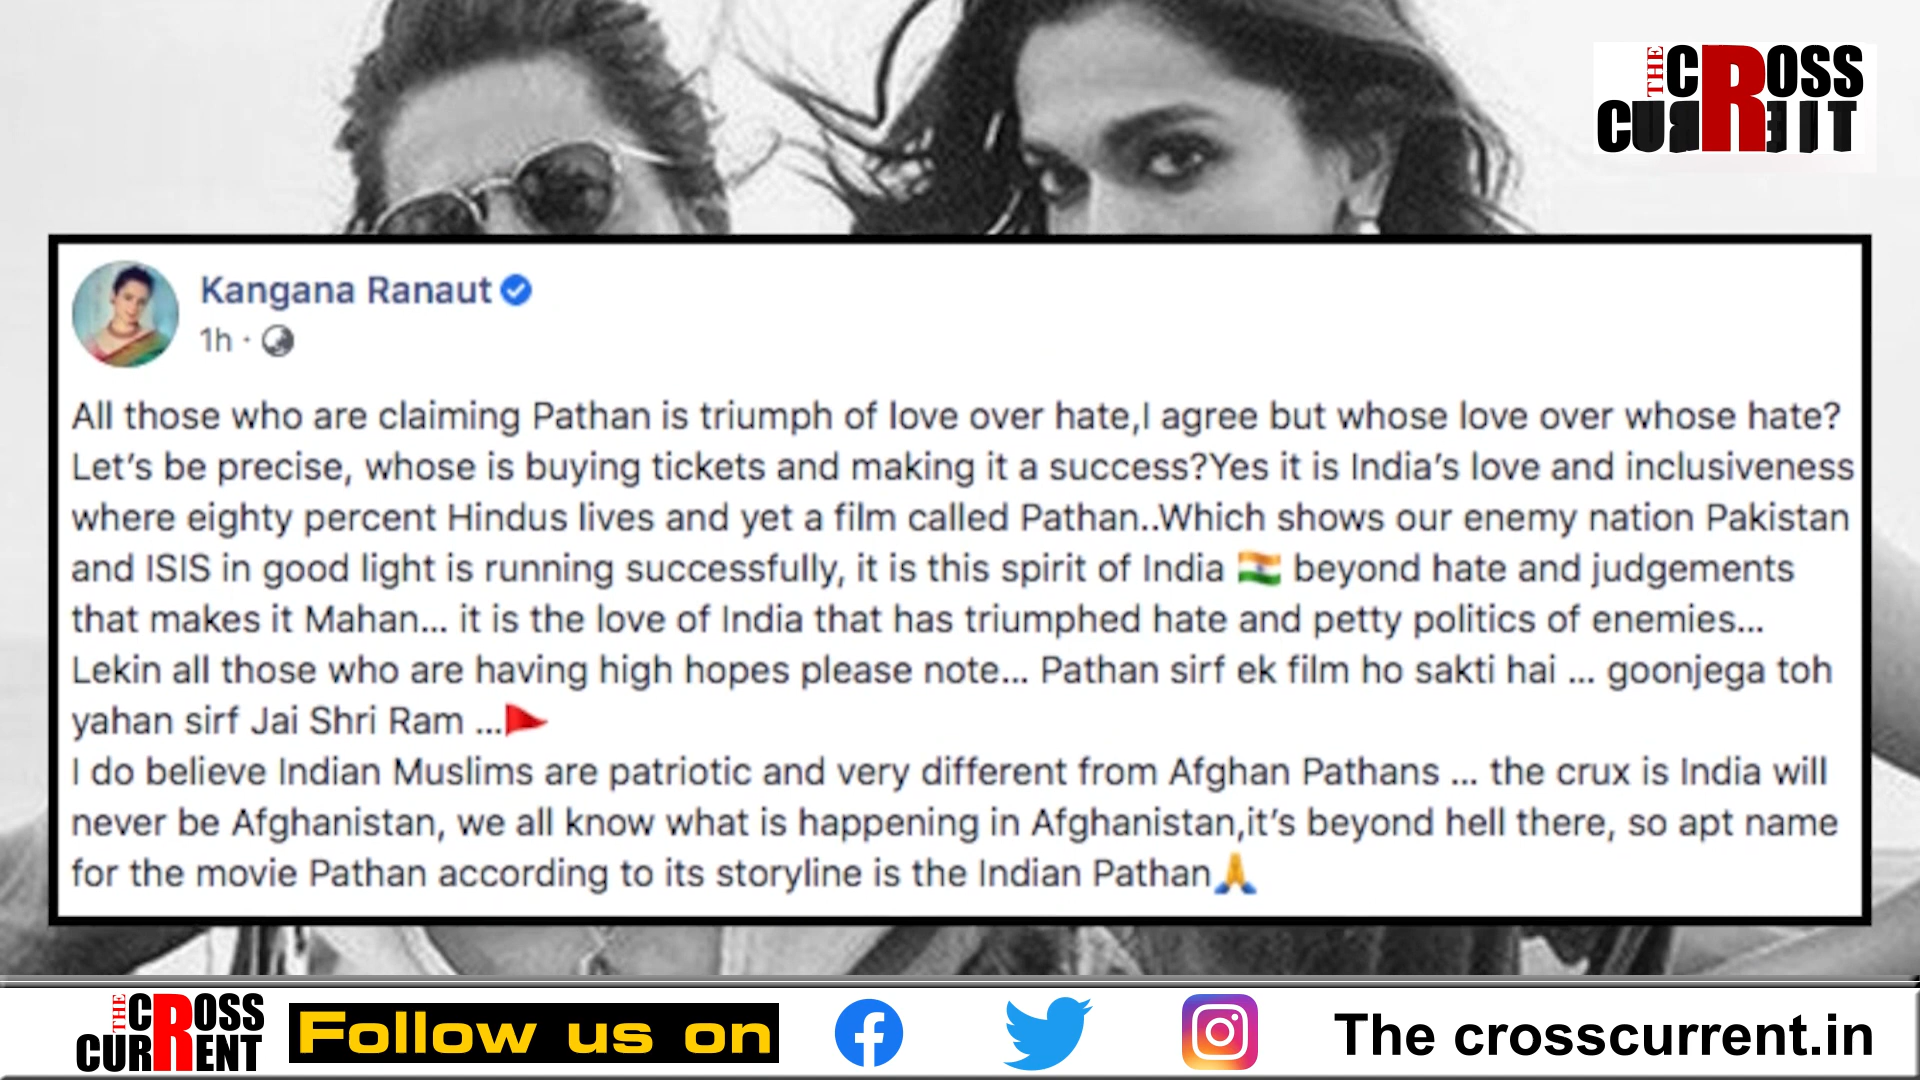 THE CROSS
CURRENT
Kangana Ranaut
1h ·
All those who are claiming Pathan is triumph of love over hate,I agree but whose love over whose hate?
Let’s be precise, whose is buying tickets and making it a success?Yes it is India’s love and inclusiveness
where eighty percent Hindus lives and yet a film called Pathan..Which shows our enemy nation Pakistan
and ISIS in good light is running successfully, it is this spirit of India 🇮🇳 beyond hate and judgements
that makes it Mahan... it is the love of India that has triumphed hate and petty politics of enemies...
Lekin all those who are having high hopes please note... Pathan sirf ek film ho sakti hai ... goonjega toh
yahan sirf Jai Shri Ram ...🚩
I do believe Indian Muslims are patriotic and very different from Afghan Pathans ... the crux is India will
never be Afghanistan, we all know what is happening in Afghanistan,it’s beyond hell there, so apt name
for the movie Pathan according to its storyline is the Indian Pathan🙏
THE CROSS
CURRENT
Follow us on
The crosscurrent.in